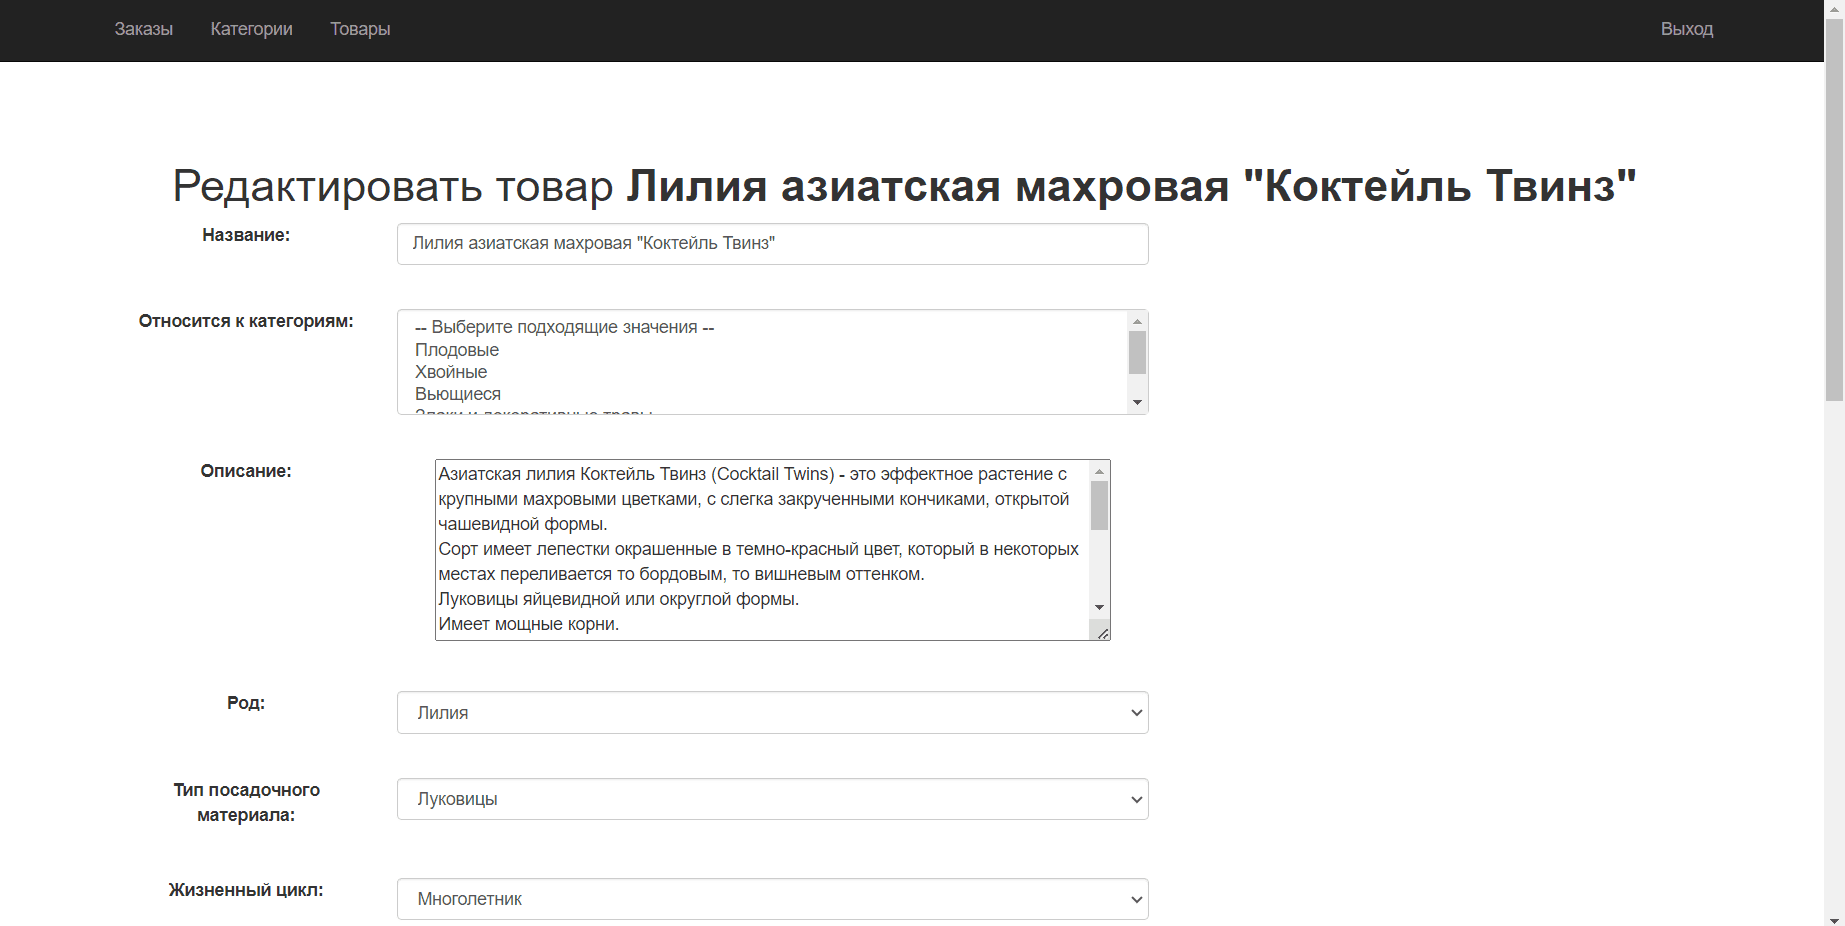 Заказы Категории Товары Выход
Редактировать товар Лилия азиатская махровая "Коктейль Твинз"
Название:
Лилия азиатская махровая "Коктейль Твинз"
Относится к категориям:
-- Выберите подходящие значения --
Плодовые
Хвойные
Вьющиеся
Злаки и декоративные травы
Описание:
Азиатская лилия Коктейль Твинз (Cocktail Twins) - это эффектное растение с
крупными махровыми цветками, с слегка закрученными кончиками, открытой
чашевидной формы.
Сорт имеет лепестки окрашенные в темно-красный цвет, который в некоторых
местах переливается то бордовым, то вишневым оттенком.
Луковицы яйцевидной или округлой формы.
Имеет мощные корни.
Род:
Лилия
Тип посадочного
материала:
Луковицы
Жизненный цикл:
Многолетник